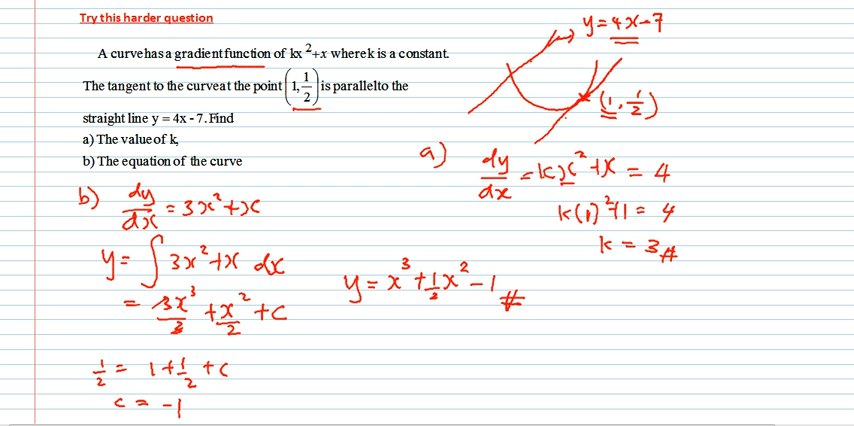 Try this harder question
A curve has a gradient function of kx²+x where k is a constant.
The tangent to the curve at the point (1, 1/2) is parallel to the
straight line y = 4x - 7. Find
a) The value of k,
b) The equation of the curve
y = 4x - 7
(1, 1/2)
a) dy/dx = kx² + x = 4
k(1)² + 1 = 4
k = 3 #
b) dy/dx = 3x² + x
y = ∫ 3x² + x dx
= 3x³/3 + x²/2 + c
1/2 = 1 + 1/2 + c
c = -1
y = x³ + 1/2 x² - 1 #